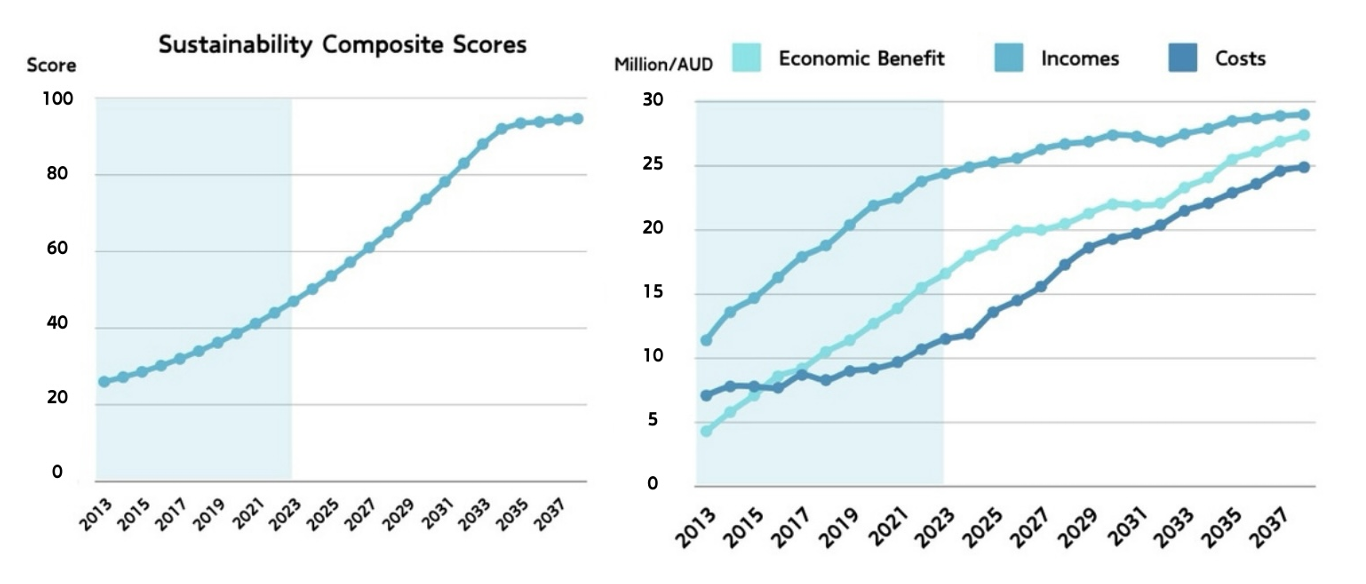 Sustainability Composite Scores
Score
100
80
60
40
20
0
2013 2015 2017 2019 2021 2023 2025 2027 2029 2031 2033 2035 2037
Million/AUD Economic Benefit Incomes Costs
30
25
20
15
10
5
0
2013 2015 2017 2019 2021 2023 2025 2027 2029 2031 2033 2035 2037